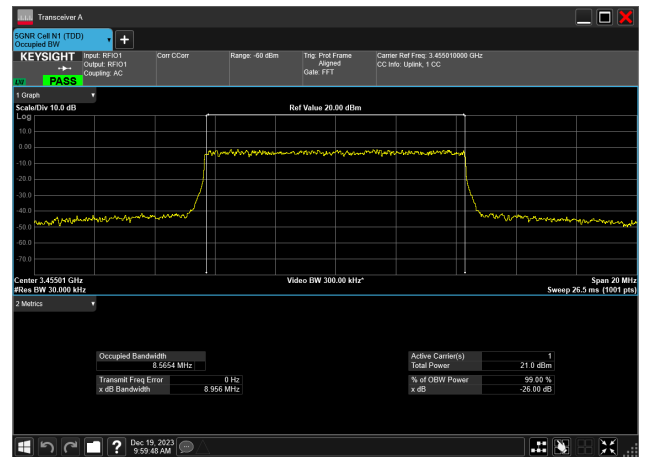 Transceiver A
5GNR Cell N1 (TDD)
Occupied BW
KEYSIGHT
Input: RFIO1
Output: RFIO1
Coupling: AC
Corr CCorr
Range: -60 dBm
Trig: Prot Frame
Aligned
Gate: FFT
Carrier Ref Freq: 3.455010000 GHz
CC Info: Uplink, 1 CC
LW PASS
1 Graph
Scale/Div 10.0 dB
Ref Value 20.00 dBm
Log
10.0
0.00
-10.0
-20.0
-30.0
-40.0
-50.0
-60.0
-70.0
Center 3.45501 GHz
Video BW 300.00 kHz*
Span 20 MHz
#Res BW 30.000 kHz
Sweep 26.5 ms (1001 pts)
2 Metrics
Occupied Bandwidth
8.5654 MHz
Active Carrier(s) 1
Total Power 21.0 dBm
Transmit Freq Error 0 Hz
x dB Bandwidth 8.956 MHz
% of OBW Power 99.00 %
x dB -26.00 dB
Dec 19, 2023
9:59:48 AM